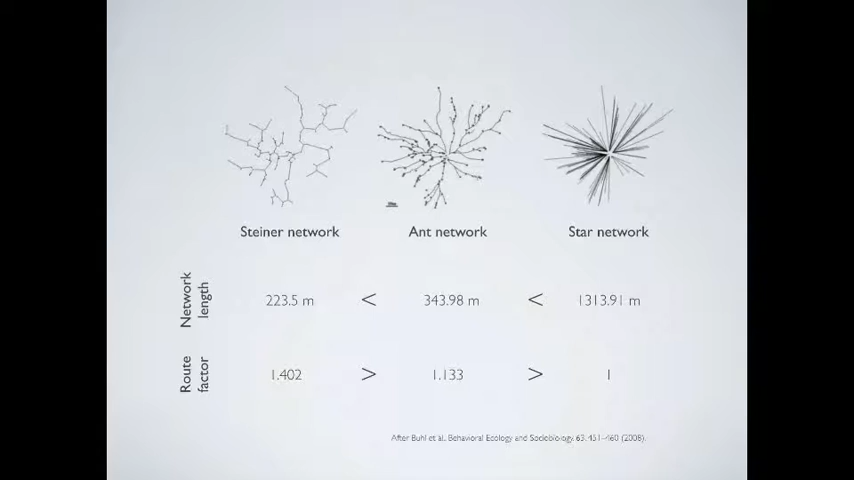 Steiner network
Ant network
Star network
Network length
223.5 m < 343.98 m < 1313.91 m
Route factor
1.402 > 1.133 > 1
After Buhl et al., Behavioral Ecology and Sociobiology. 63, 451-460 (2008).